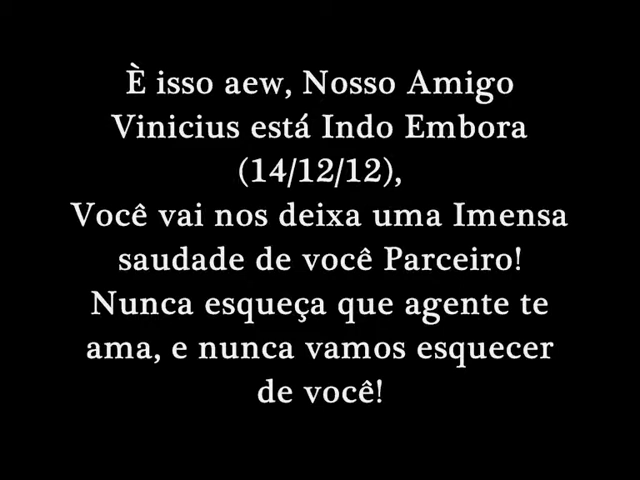 È isso aew, Nosso Amigo
Vinicius está Indo Embora
(14/12/12),
Você vai nos deixa uma Imensa
saudade de você Parceiro!
Nunca esqueça que agente te
ama, e nunca vamos esquecer
de você!